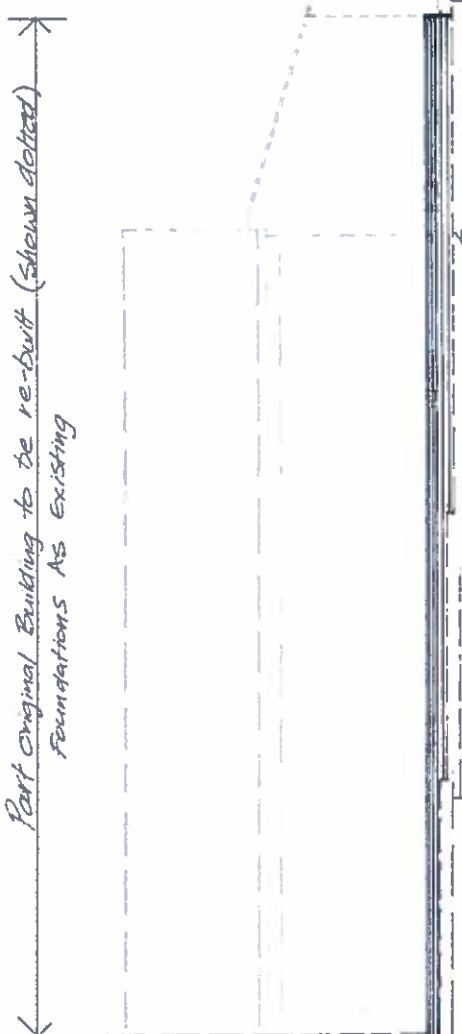 Part Original Building to be re-built (shown dotted)
Foundations As Existing